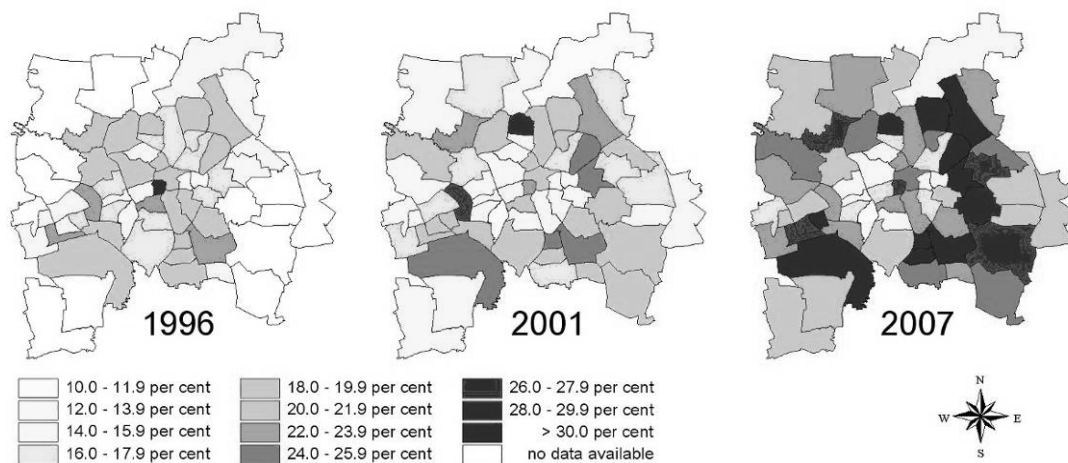 1996
2001
2007
10.0 - 11.9 per cent
12.0 - 13.9 per cent
14.0 - 15.9 per cent
16.0 - 17.9 per cent
18.0 - 19.9 per cent
20.0 - 21.9 per cent
22.0 - 23.9 per cent
24.0 - 25.9 per cent
26.0 - 27.9 per cent
28.0 - 29.9 per cent
> 30.0 per cent
no data available
N
W E
S